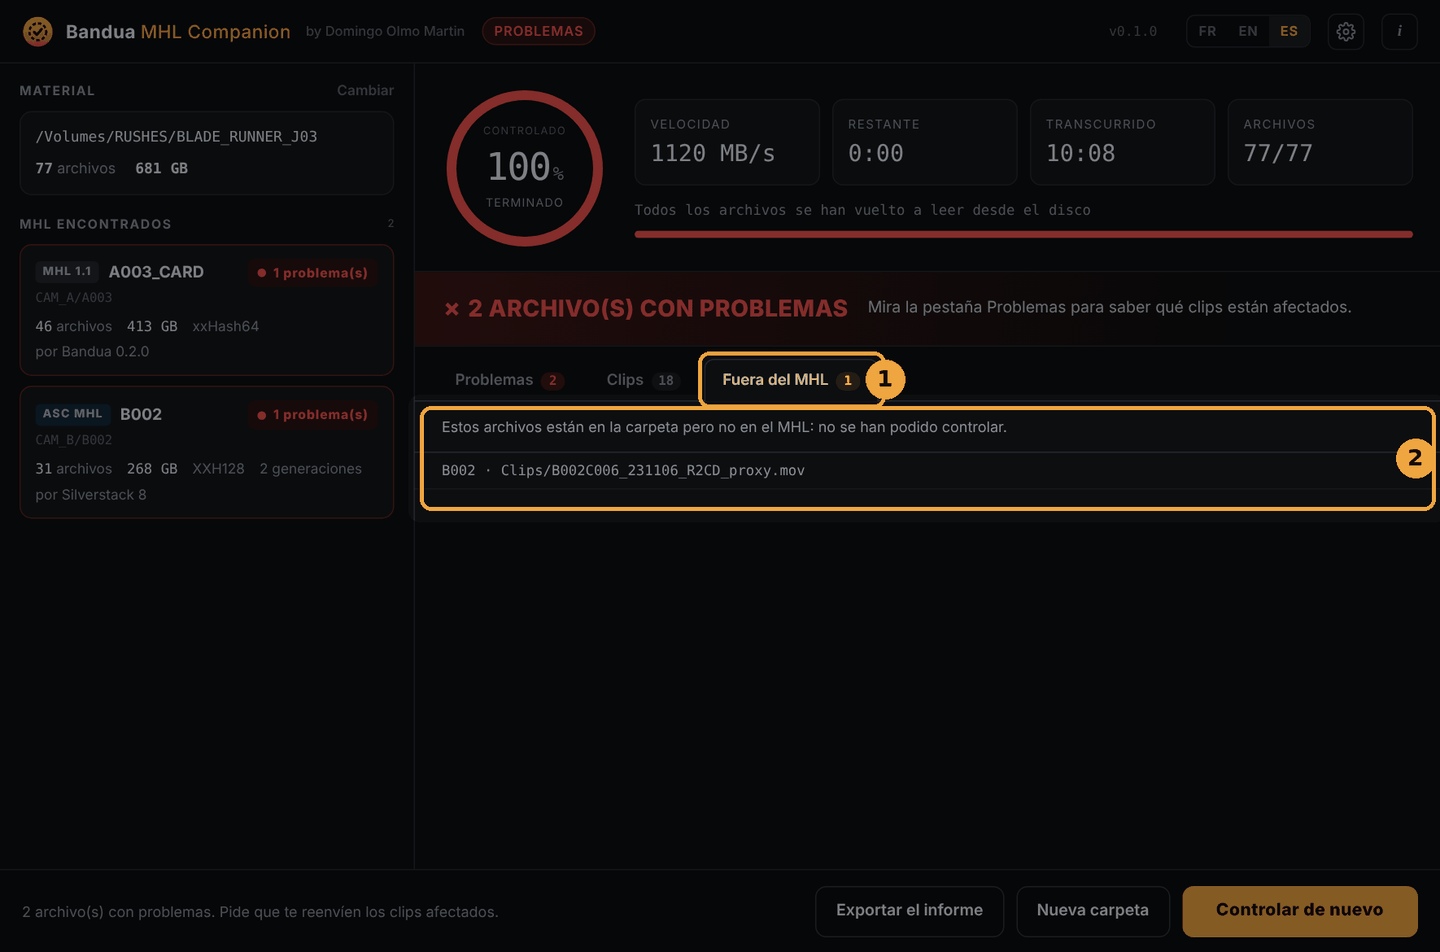 Bandua MHL Companion by Domingo Olmo Martin PROBLEMAS v0.1.0 FR EN ES i
MATERIAL Cambiar
/Volumes/RUSHES/BLADE_RUNNER_J03
77 archivos 681 GB
MHL ENCONTRADOS 2
MHL 1.1 A003_CARD 1 problema(s)
CAM_A/A003
46 archivos 413 GB xxHash64
por Bandua 0.2.0
ASC MHL B002 1 problema(s)
CAM_B/B002
31 archivos 268 GB XXH128 2 generaciones
por Silverstack 8
CONTROLADO
100%
TERMINADO
VELOCIDAD
1120 MB/s
RESTANTE
0:00
TRANSCURRIDO
10:08
ARCHIVOS
77/77
Todos los archivos se han vuelto a leer desde el disco
× 2 ARCHIVO(S) CON PROBLEMAS Mira la pestaña Problemas para saber qué clips están afectados.
Problemas 2 Clips 18 Fuera del MHL 1 1
Estos archivos están en la carpeta pero no en el MHL: no se han podido controlar.
B002 · Clips/B002C006_231106_R2CD_proxy.mov
2
2 archivo(s) con problemas. Pide que te reenvíen los clips afectados.
Exportar el informe Nueva carpeta Controlar de nuevo